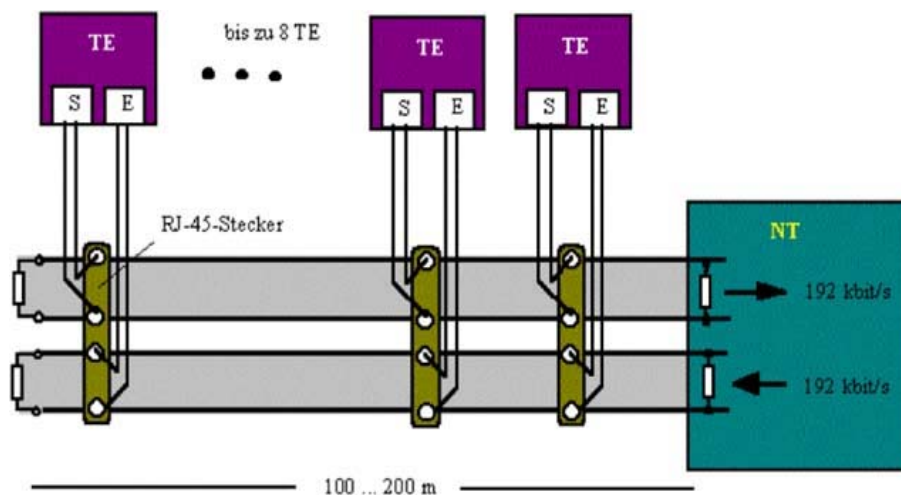 TE
bis zu 8 TE
TE
TE
S E
S E
S E
RJ-45-Stecker
NT
192 kbit/s
192 kbit/s
100 ... 200 m